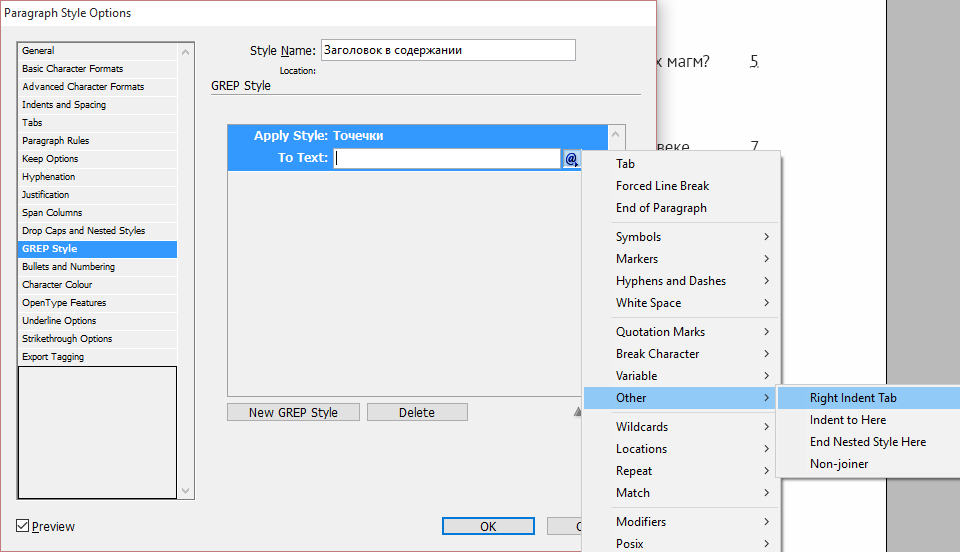 Paragraph Style Options
General
Basic Character Formats
Advanced Character Formats
Indents and Spacing
Tabs
Paragraph Rules
Keep Options
Hyphenation
Justification
Span Columns
Drop Caps and Nested Styles
GREP Style
Bullets and Numbering
Character Colour
OpenType Features
Underline Options
Strikethrough Options
Export Tagging
Preview
Style Name: Заголовок в содержании
Location:
GREP Style
Apply Style: Точечки
To Text:
@
New GREP Style Delete
OK
х магм? 5
веке 7
Tab
Forced Line Break
End of Paragraph
Symbols
Markers
Hyphens and Dashes
White Space
Quotation Marks
Break Character
Variable
Other
Wildcards
Locations
Repeat
Match
Modifiers
Posix
Right Indent Tab
Indent to Here
End Nested Style Here
Non-joiner